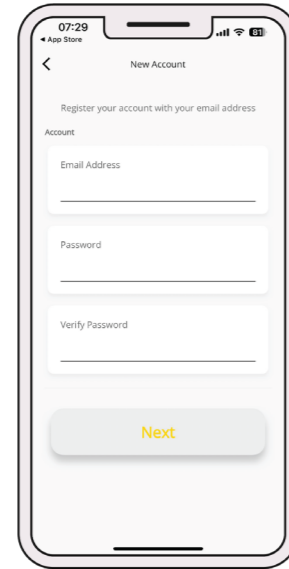 07:29
81
◀ App Store
New Account
Register your account with your email address
Account
Email Address
Password
Verify Password
Next